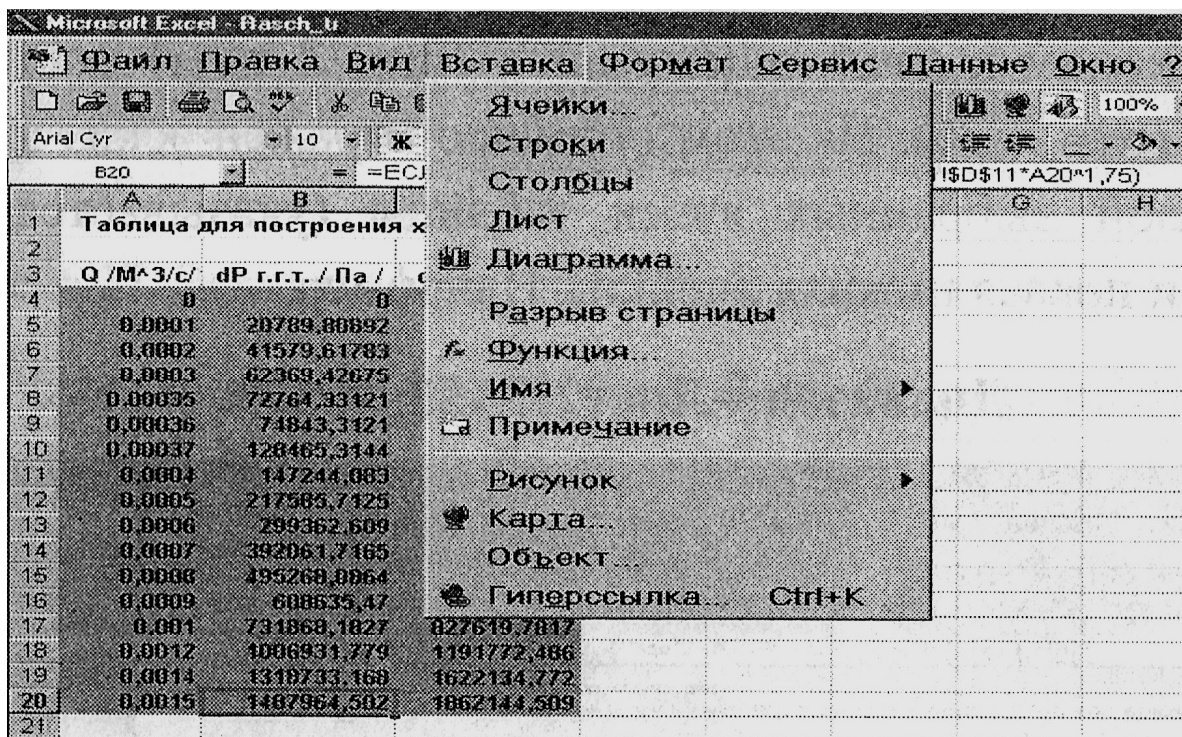 Microsoft Excel - Rasch_tr
Файл Правка Вид Вставка Формат Сервис Данные Окно ?
100%
Arial Cyr 10 Ж
B20 = =ЕСЛ !$D$11*A20^1,75)
A B G H
1 Таблица для построения х
2
3 Q /М^3/с/ dP г.г.т. / Па /
4 0 0
5 0,0001 20789,80892
6 0,0002 41579,61783
7 0,0003 62369,42675
8 0,00035 72764,33121
9 0,00036 74843,3121
10 0,00037 128465,3144
11 0,0004 147244,083
12 0,0005 217585,7125
13 0,0006 299362,609
14 0,0007 392061,7165
15 0,0008 495268,0864
16 0,0009 608635,47
17 0,001 731868,1827 827619,7817
18 0,0012 1006931,779 1191772,486
19 0,0014 1318733,168 1622134,772
20 0,0015 1487964,502 1862144,509
21
Ячейки...
Строки
Столбцы
Лист
Диаграмма...
Разрыв страницы
Функция...
Имя
Примечание
Рисунок
Карта...
Объект...
Гиперссылка... Ctrl+K